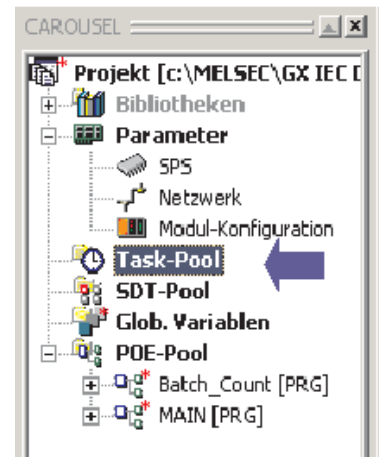 CAROUSEL
Projekt [c:\MELSEC\GX IEC D
Bibliotheken
Parameter
SPS
Netzwerk
Modul-Konfiguration
Task-Pool
SDT-Pool
Glob. Variablen
POE-Pool
Batch_Count [PRG]
MAIN [PRG]